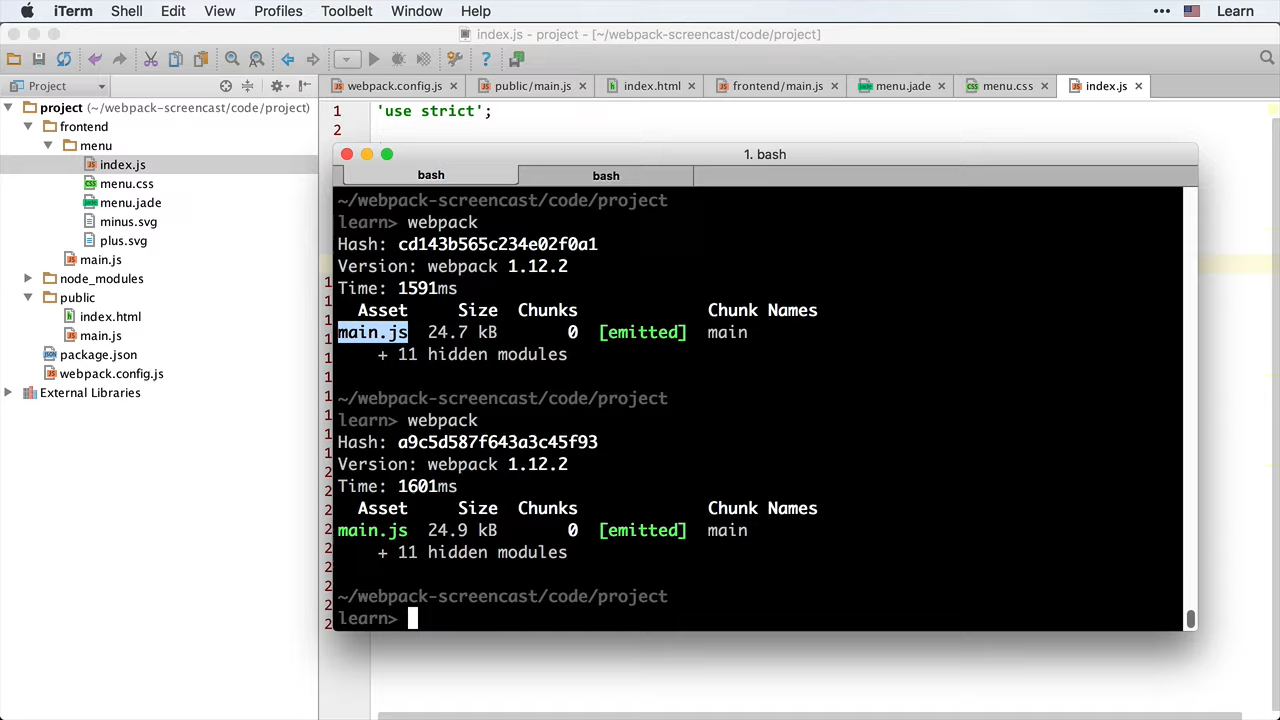 iTerm Shell Edit View Profiles Toolbelt Window Help ••• Learn
index.js - project - [~/webpack-screencast/code/project]
Project webpack.config.js public/main.js index.html frontend/main.js menu.jade menu.css index.js
project (~/webpack-screencast/code/project)
frontend
menu
index.js
menu.css
menu.jade
minus.svg
plus.svg
main.js
node_modules
public
index.html
main.js
package.json
webpack.config.js
External Libraries
1 'use strict';
2
1. bash
bash bash
~/webpack-screencast/code/project
learn> webpack
Hash: cd143b565c234e02f0a1
Version: webpack 1.12.2
Time: 1591ms
Asset Size Chunks Chunk Names
main.js 24.7 kB 0 [emitted] main
+ 11 hidden modules
~/webpack-screencast/code/project
learn> webpack
Hash: a9c5d587f643a3c45f93
Version: webpack 1.12.2
Time: 1601ms
Asset Size Chunks Chunk Names
main.js 24.9 kB 0 [emitted] main
+ 11 hidden modules
~/webpack-screencast/code/project
learn>